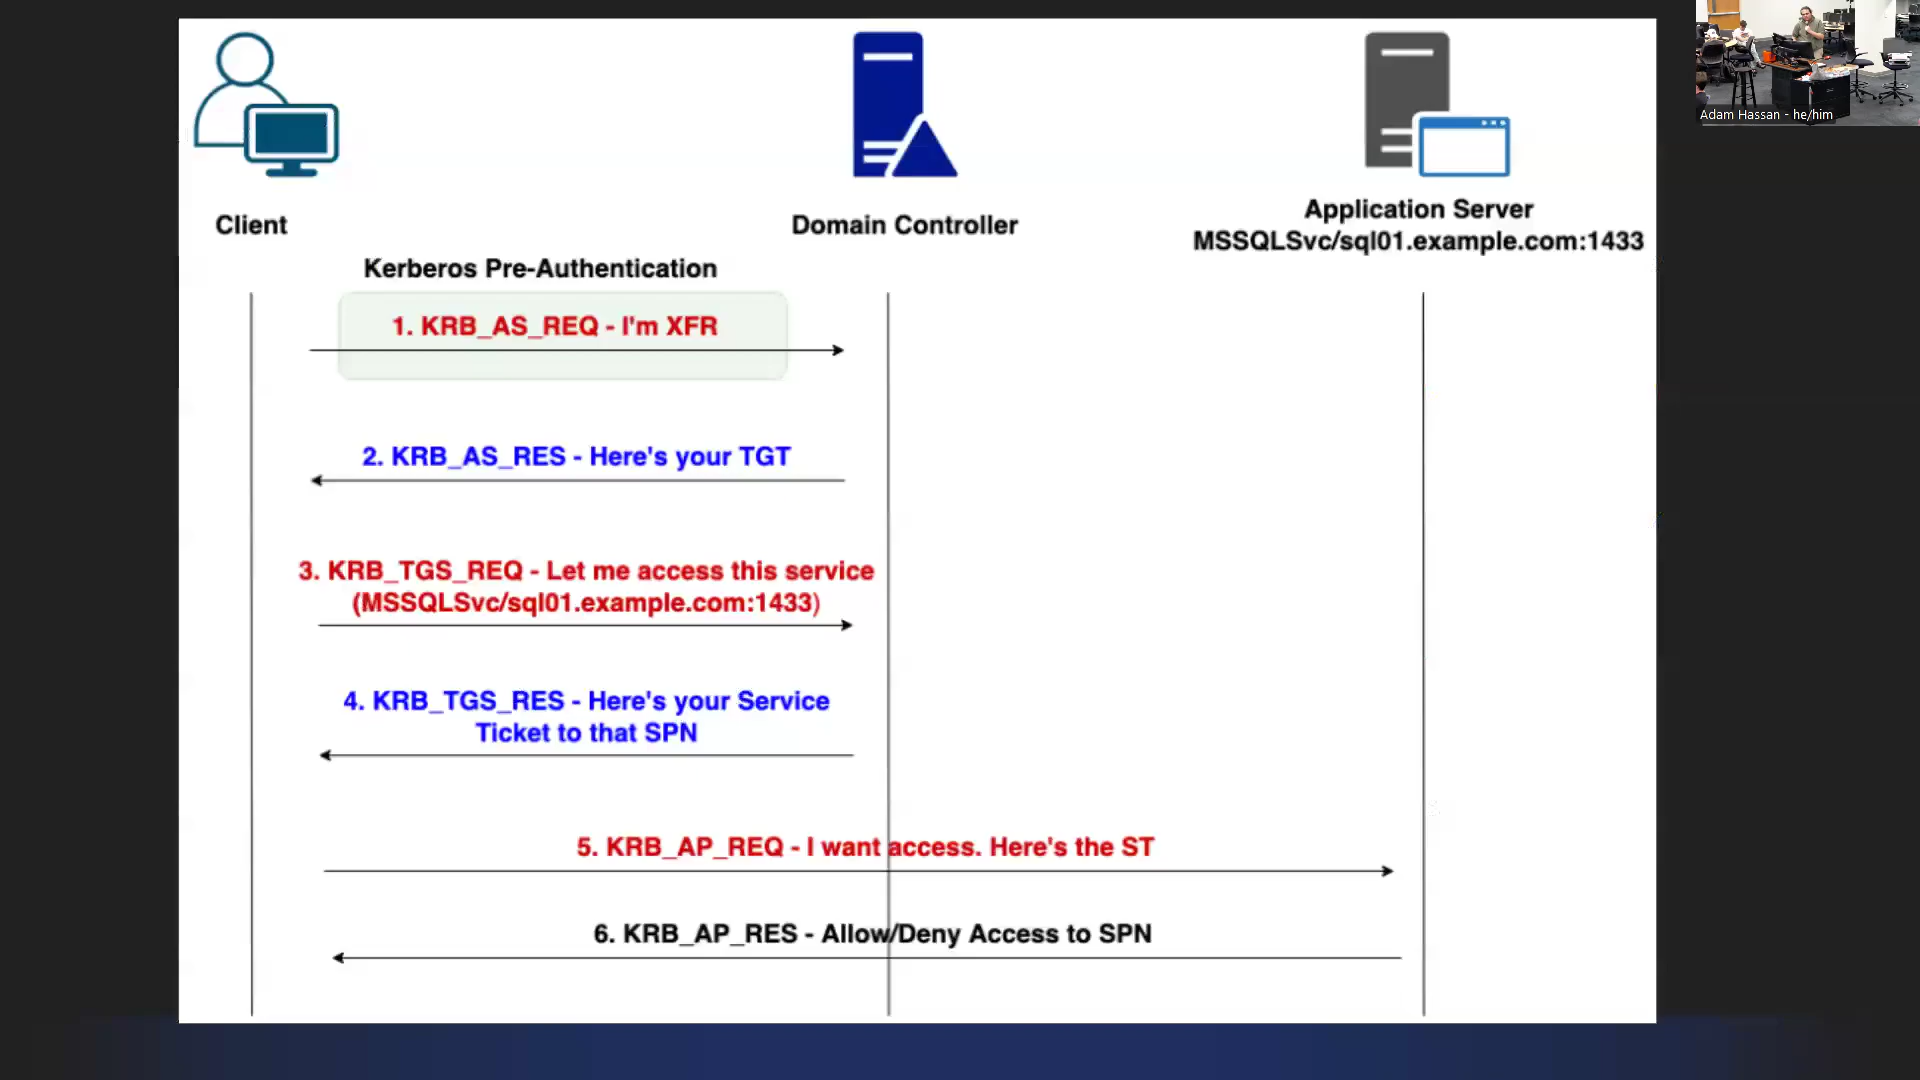 Adam Hassan - he/him
Client
Domain Controller
Application Server
MSSQLSvc/sql01.example.com:1433
Kerberos Pre-Authentication
1. KRB_AS_REQ - I'm XFR
2. KRB_AS_RES - Here's your TGT
3. KRB_TGS_REQ - Let me access this service
(MSSQLSvc/sql01.example.com:1433)
4. KRB_TGS_RES - Here's your Service
Ticket to that SPN
5. KRB_AP_REQ - I want access. Here's the ST
6. KRB_AP_RES - Allow/Deny Access to SPN